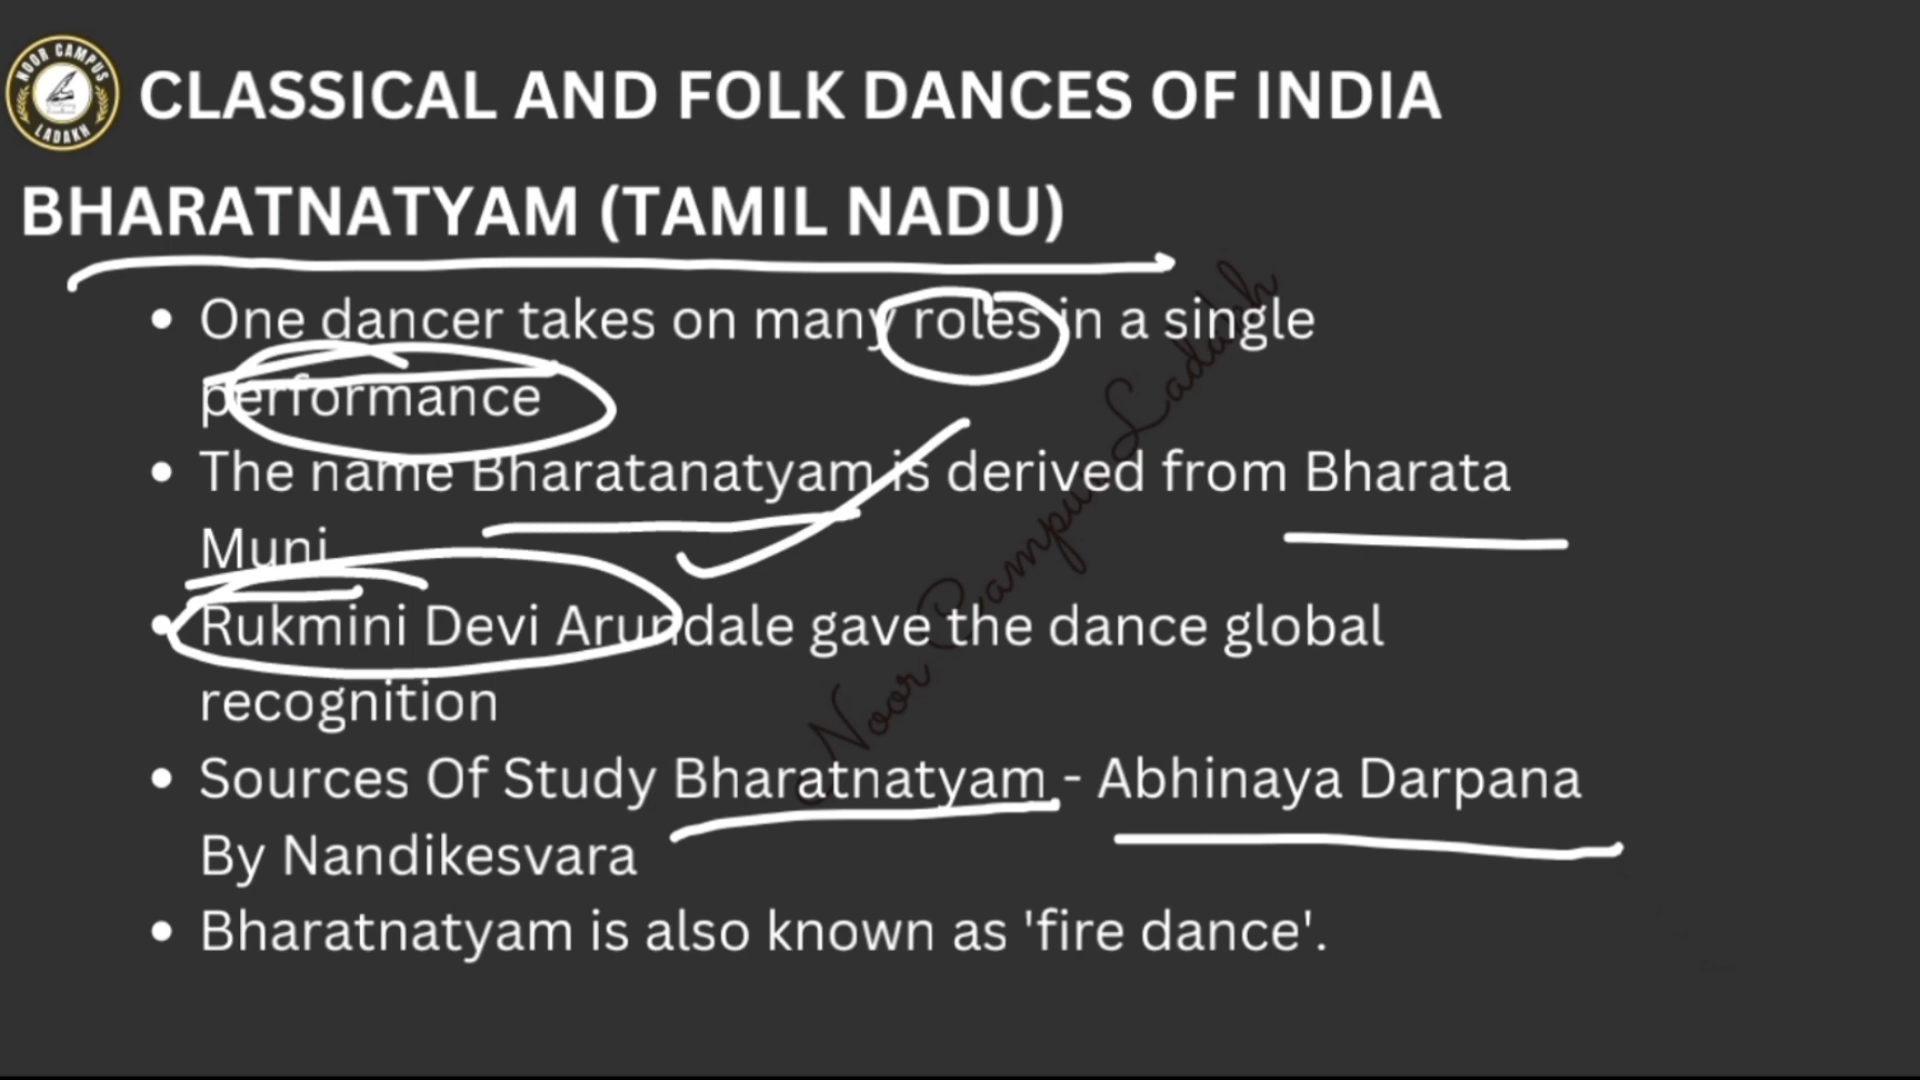 NOOR CAMPUS
LADAKH
CLASSICAL AND FOLK DANCES OF INDIA
BHARATNATYAM (TAMIL NADU)
• One dancer takes on many roles in a single
performance
• The name Bharatanatyam is derived from Bharata
Muni
• Rukmini Devi Arundale gave the dance global
recognition
• Sources Of Study Bharatnatyam - Abhinaya Darpana
By Nandikesvara
• Bharatnatyam is also known as 'fire dance'.
Noor Campus Ladakh